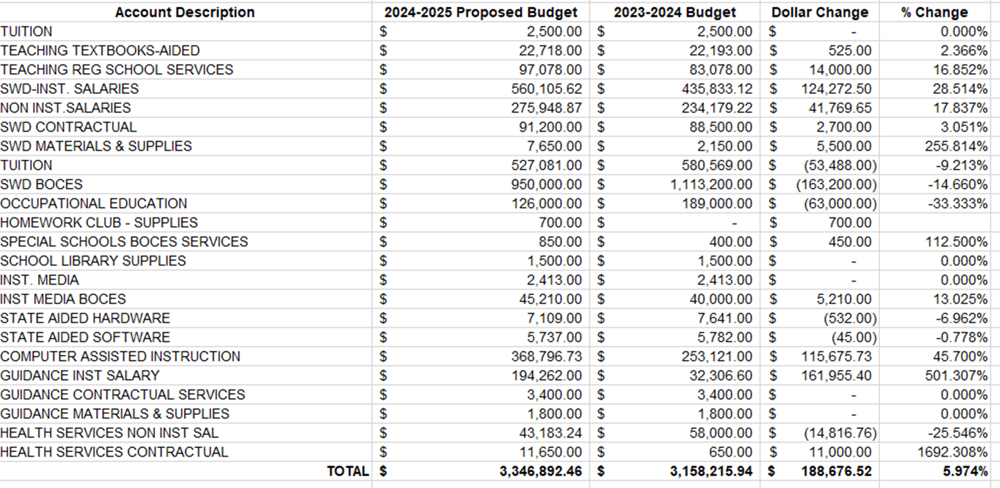 Account Description 2024-2025 Proposed Budget 2023-2024 Budget Dollar Change % Change
TUITION $ 2,500.00 $ 2,500.00 $ - 0.000%
TEACHING TEXTBOOKS-AIDED $ 22,718.00 $ 22,193.00 $ 525.00 2.366%
TEACHING REG SCHOOL SERVICES $ 97,078.00 $ 83,078.00 $ 14,000.00 16.852%
SWD-INST. SALARIES $ 560,105.62 $ 435,833.12 $ 124,272.50 28.514%
NON INST.SALARIES $ 275,948.87 $ 234,179.22 $ 41,769.65 17.837%
SWD CONTRACTUAL $ 91,200.00 $ 88,500.00 $ 2,700.00 3.051%
SWD MATERIALS & SUPPLIES $ 7,650.00 $ 2,150.00 $ 5,500.00 255.814%
TUITION $ 527,081.00 $ 580,569.00 $ (53,488.00) -9.213%
SWD BOCES $ 950,000.00 $ 1,113,200.00 $ (163,200.00) -14.660%
OCCUPATIONAL EDUCATION $ 126,000.00 $ 189,000.00 $ (63,000.00) -33.333%
HOMEWORK CLUB - SUPPLIES $ 700.00 $ - $ 700.00
SPECIAL SCHOOLS BOCES SERVICES $ 850.00 $ 400.00 $ 450.00 112.500%
SCHOOL LIBRARY SUPPLIES $ 1,500.00 $ 1,500.00 $ - 0.000%
INST. MEDIA $ 2,413.00 $ 2,413.00 $ - 0.000%
INST MEDIA BOCES $ 45,210.00 $ 40,000.00 $ 5,210.00 13.025%
STATE AIDED HARDWARE $ 7,109.00 $ 7,641.00 $ (532.00) -6.962%
STATE AIDED SOFTWARE $ 5,737.00 $ 5,782.00 $ (45.00) -0.778%
COMPUTER ASSISTED INSTRUCTION $ 368,796.73 $ 253,121.00 $ 115,675.73 45.700%
GUIDANCE INST SALARY $ 194,262.00 $ 32,306.60 $ 161,955.40 501.307%
GUIDANCE CONTRACTUAL SERVICES $ 3,400.00 $ 3,400.00 $ - 0.000%
GUIDANCE MATERIALS & SUPPLIES $ 1,800.00 $ 1,800.00 $ - 0.000%
HEALTH SERVICES NON INST SAL $ 43,183.24 $ 58,000.00 $ (14,816.76) -25.546%
HEALTH SERVICES CONTRACTUAL $ 11,650.00 $ 650.00 $ 11,000.00 1692.308%
TOTAL $ 3,346,892.46 $ 3,158,215.94 $ 188,676.52 5.974%